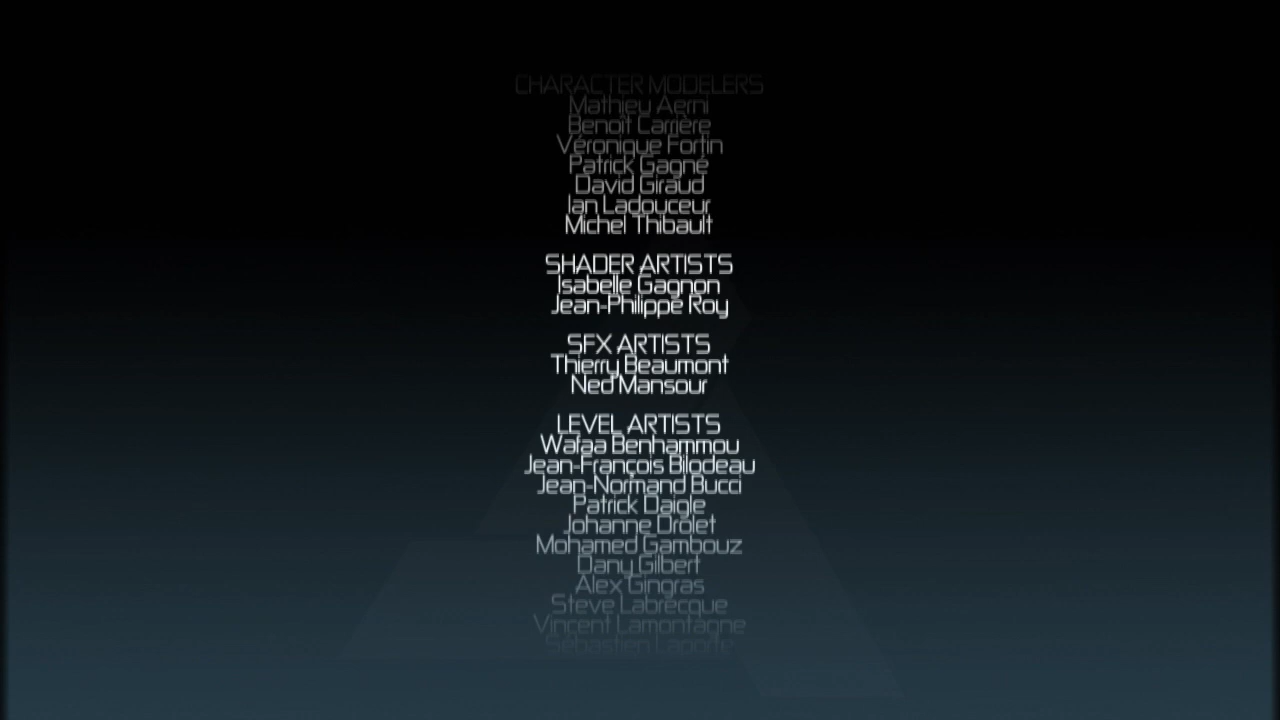 CHARACTER MODELERS
Mathieu Aerni
Benoît Carrière
Véronique Fortin
Patrick Gagné
David Giraud
Ian Ladouceur
Michel Thibault
SHADER ARTISTS
Isabelle Gagnon
Jean-Philippe Roy
SFX ARTISTS
Thierry Beaumont
Ned Mansour
LEVEL ARTISTS
Wafaa Benhammou
Jean-François Bilodeau
Jean-Normand Bucci
Patrick Daigle
Johanne Drolet
Mohamed Gambouz
Dany Gilbert
Alex Gingras
Steve Labrecque
Vincent Lamontagne
Sébastien Laporte